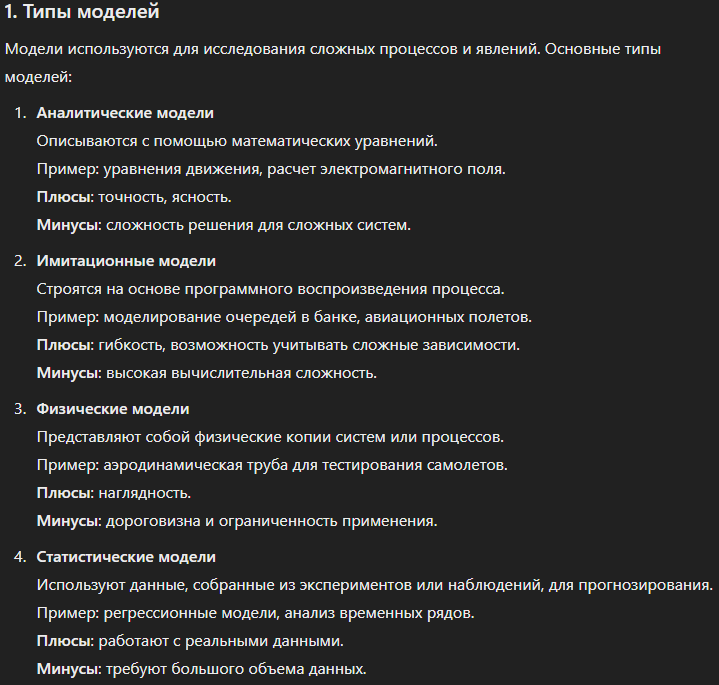 1. Типы моделей
Модели используются для исследования сложных процессов и явлений. Основные типы
моделей:
1. Аналитические модели
Описываются с помощью математических уравнений.
Пример: уравнения движения, расчет электромагнитного поля.
Плюсы: точность, ясность.
Минусы: сложность решения для сложных систем.
2. Имитационные модели
Строятся на основе программного воспроизведения процесса.
Пример: моделирование очередей в банке, авиационных полетов.
Плюсы: гибкость, возможность учитывать сложные зависимости.
Минусы: высокая вычислительная сложность.
3. Физические модели
Представляют собой физические копии систем или процессов.
Пример: аэродинамическая труба для тестирования самолетов.
Плюсы: наглядность.
Минусы: дороговизна и ограниченность применения.
4. Статистические модели
Используют данные, собранные из экспериментов или наблюдений, для прогнозирования.
Пример: регрессионные модели, анализ временных рядов.
Плюсы: работают с реальными данными.
Минусы: требуют большого объема данных.